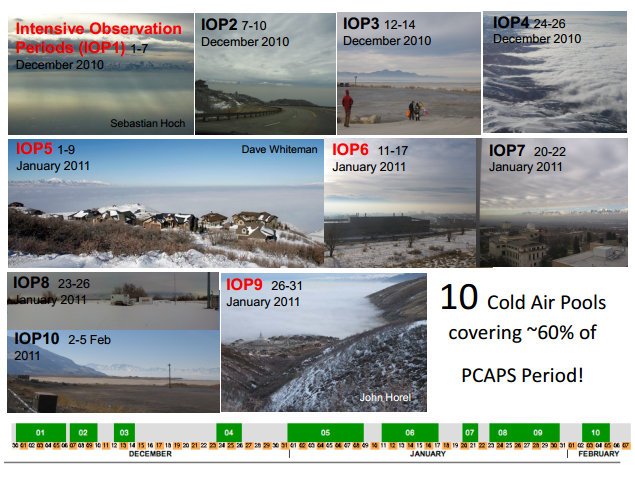 Intensive Observation
Periods (IOP1) 1-7
December 2010
Sebastian Hoch
IOP2 7-10
December 2010
IOP3 12-14
December 2010
IOP4 24-26
December 2010
IOP5 1-9
January 2011
Dave Whiteman
IOP6 11-17
January 2011
IOP7 20-22
January 2011
IOP8 23-26
January 2011
IOP10 2-5 Feb
2011
IOP9 26-31
January 2011
John Horel
10 Cold Air Pools
covering ~60% of
PCAPS Period!
01 02 03 04 05 06 07 08 09 10
30 01 02 03 04 05 06 07 08 09 10 11 12 13 14 15 16 17 18 19 20 21 22 23 24 25 26 27 28 29 30 31 01 02 03 04 05 06 07 08 09 10 11 12 13 14 15 16 17 18 19 20 21 22 23 24 25 26 27 28 29 30 31 01 02 03 04 05 06 07
DECEMBER JANUARY FEBRUARY